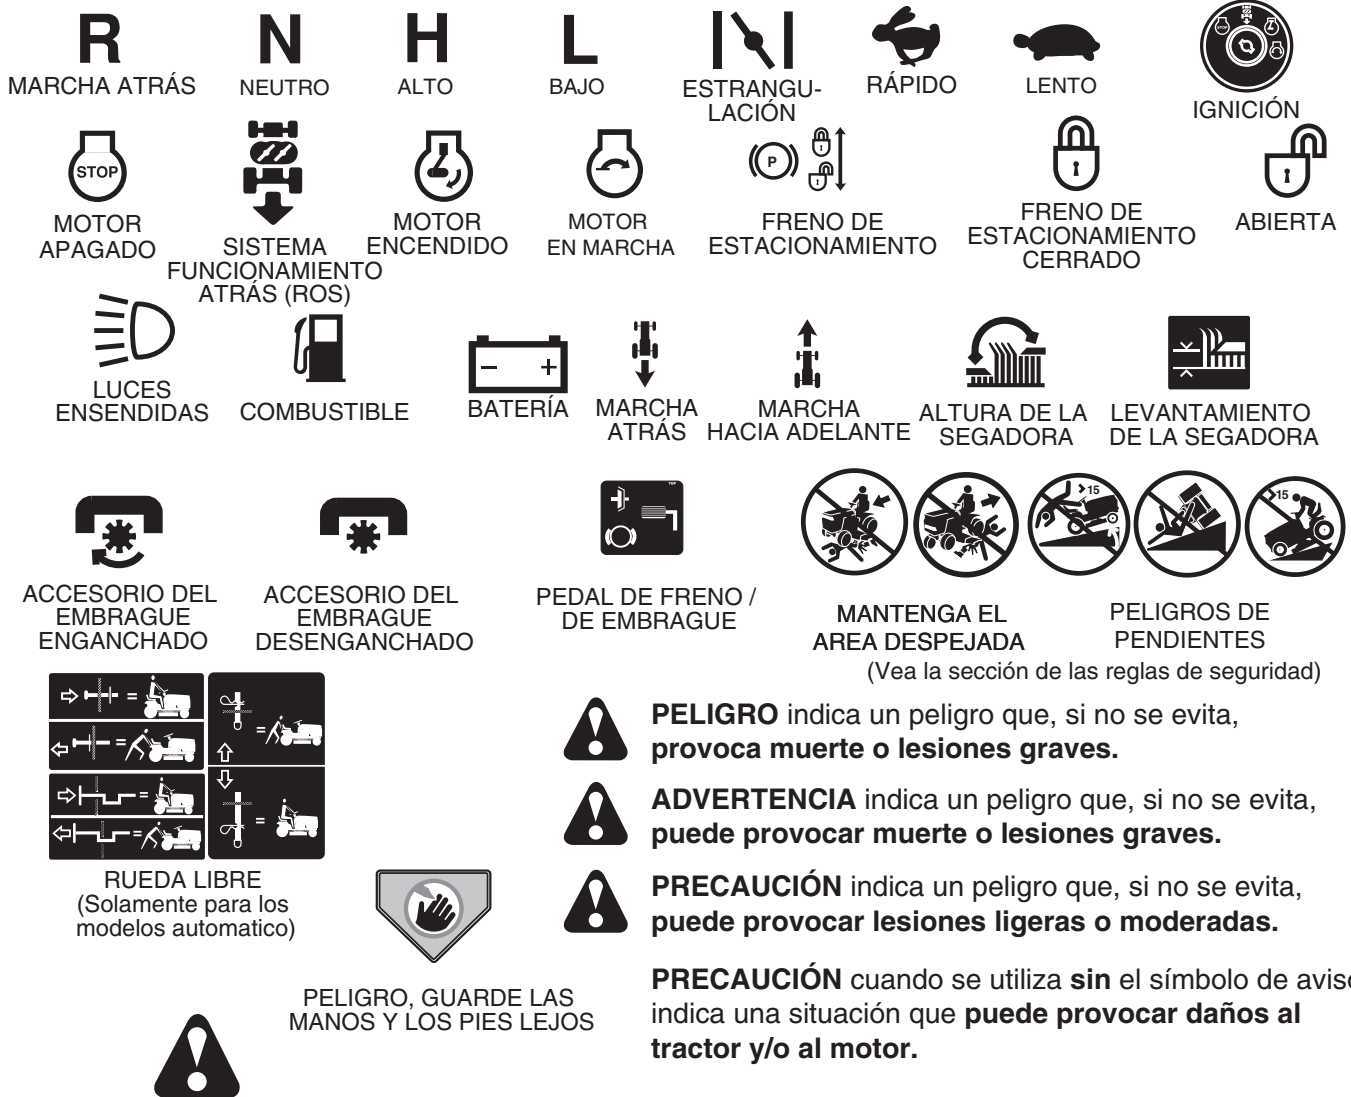 R
MARCHA ATRÁS
N
NEUTRO
H
ALTO
L
BAJO
ESTRANGU-
LACIÓN
RÁPIDO
LENTO
STOP
IGNICIÓN
STOP
MOTOR
APAGADO
SISTEMA
FUNCIONAMIENTO
ATRÁS (ROS)
MOTOR
ENCENDIDO
MOTOR
EN MARCHA
P
FRENO DE
ESTACIONAMIENTO
FRENO DE
ESTACIONAMIENTO
CERRADO
ABIERTA
LUCES
ENSENDIDAS
COMBUSTIBLE
- +
BATERÍA
MARCHA
ATRÁS
MARCHA
HACIA ADELANTE
ALTURA DE LA
SEGADORA
LEVANTAMIENTO
DE LA SEGADORA
ACCESORIO DEL
EMBRAGUE
ENGANCHADO
ACCESORIO DEL
EMBRAGUE
DESENGANCHADO
TOP
PEDAL DE FRENO /
DE EMBRAGUE
MANTENGA EL
AREA DESPEJADA
>15
>15
PELIGROS DE
PENDIENTES
(Vea la sección de las reglas de seguridad)
=
=
=
=
=
=
RUEDA LIBRE
(Solamente para los
modelos automatico)
PELIGRO, GUARDE LAS
MANOS Y LOS PIES LEJOS
PELIGRO indica un peligro que, si no se evita,
provoca muerte o lesiones graves.
ADVERTENCIA indica un peligro que, si no se evita,
puede provocar muerte o lesiones graves.
PRECAUCIÓN indica un peligro que, si no se evita,
puede provocar lesiones ligeras o moderadas.
PRECAUCIÓN cuando se utiliza sin el símbolo de aviso
indica una situación que puede provocar daños al
tractor y/o al motor.